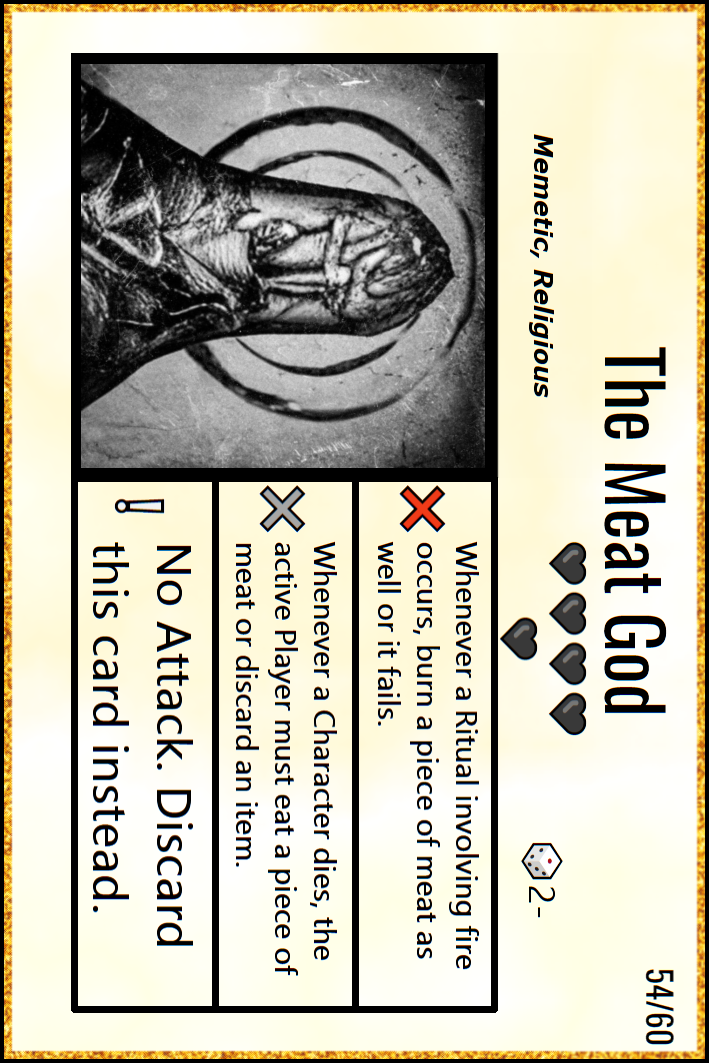 The Meat God
54/60
2-
Memetic, Religious
Whenever a Ritual involving fire
occurs, burn a piece of meat as
well or it fails.
Whenever a Character dies, the
active Player must eat a piece of
meat or discard an item.
No Attack. Discard
this card instead.